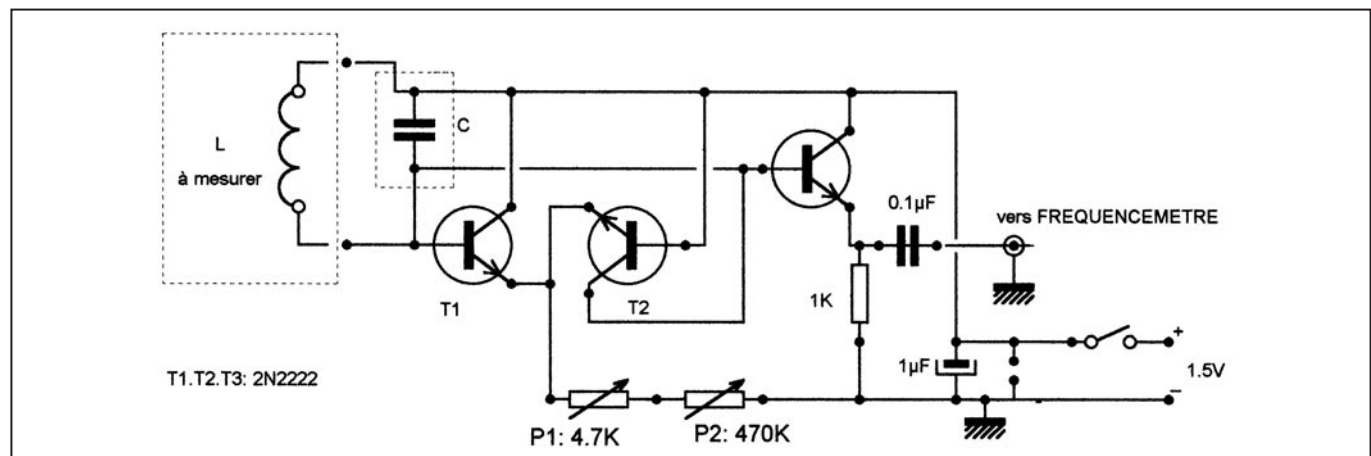 L
à mesurer
C
T1
T2
T1.T2.T3: 2N2222
0.1µF
vers FREQUENCEMETRE
1K
1µF
+
1.5V
−
P1: 4.7K
P2: 470K